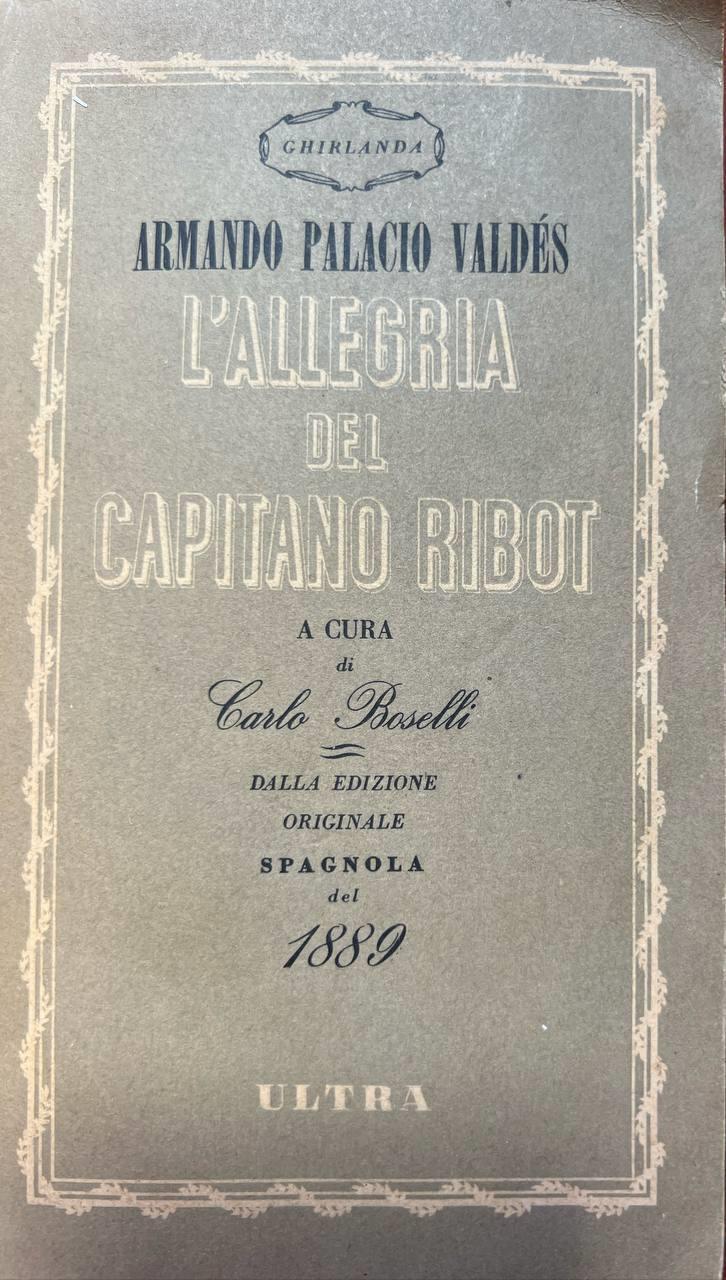 GHIRLANDA
ARMANDO PALACIO VALDÉS
L'ALLEGRIA
DEL
CAPITANO RIBOT
A CURA
di
Carlo Boselli
DALLA EDIZIONE
ORIGINALE
SPAGNOLA
del
1889
ULTRA